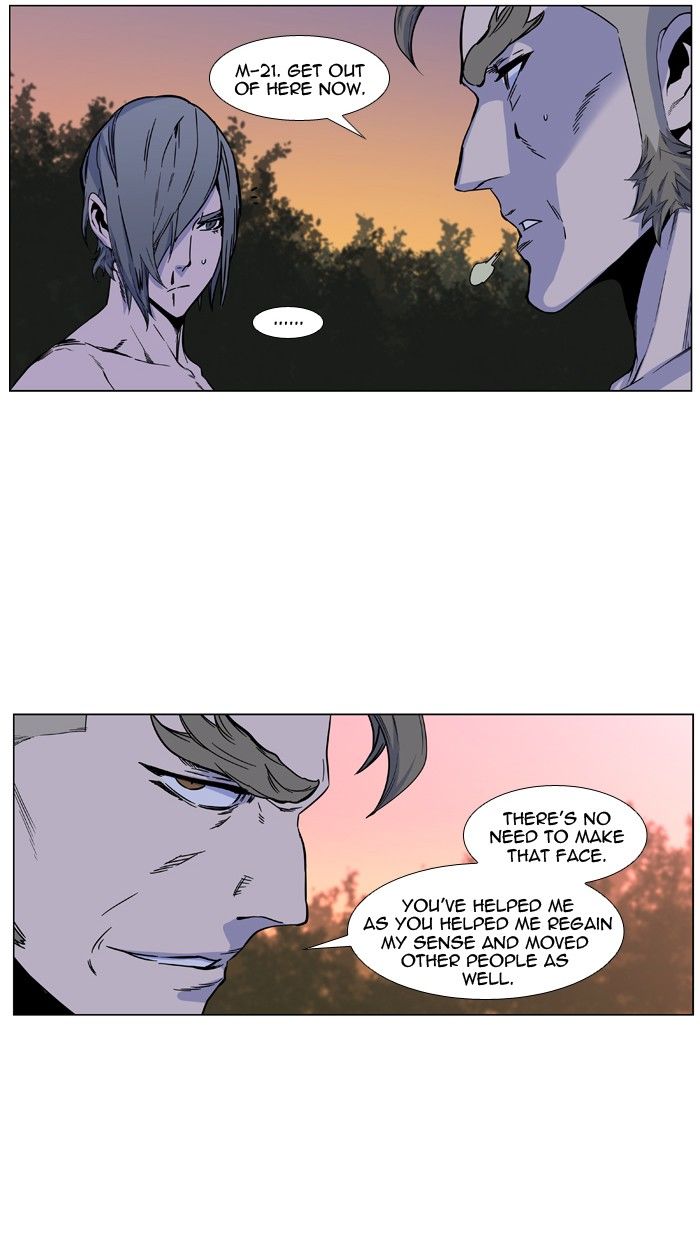 M-21. GET OUT
OF HERE NOW.
......
THERE'S NO
NEED TO MAKE
THAT FACE.
YOU'VE HELPED ME
AS YOU HELPED ME REGAIN
MY SENSE AND MOVED
OTHER PEOPLE AS
WELL.